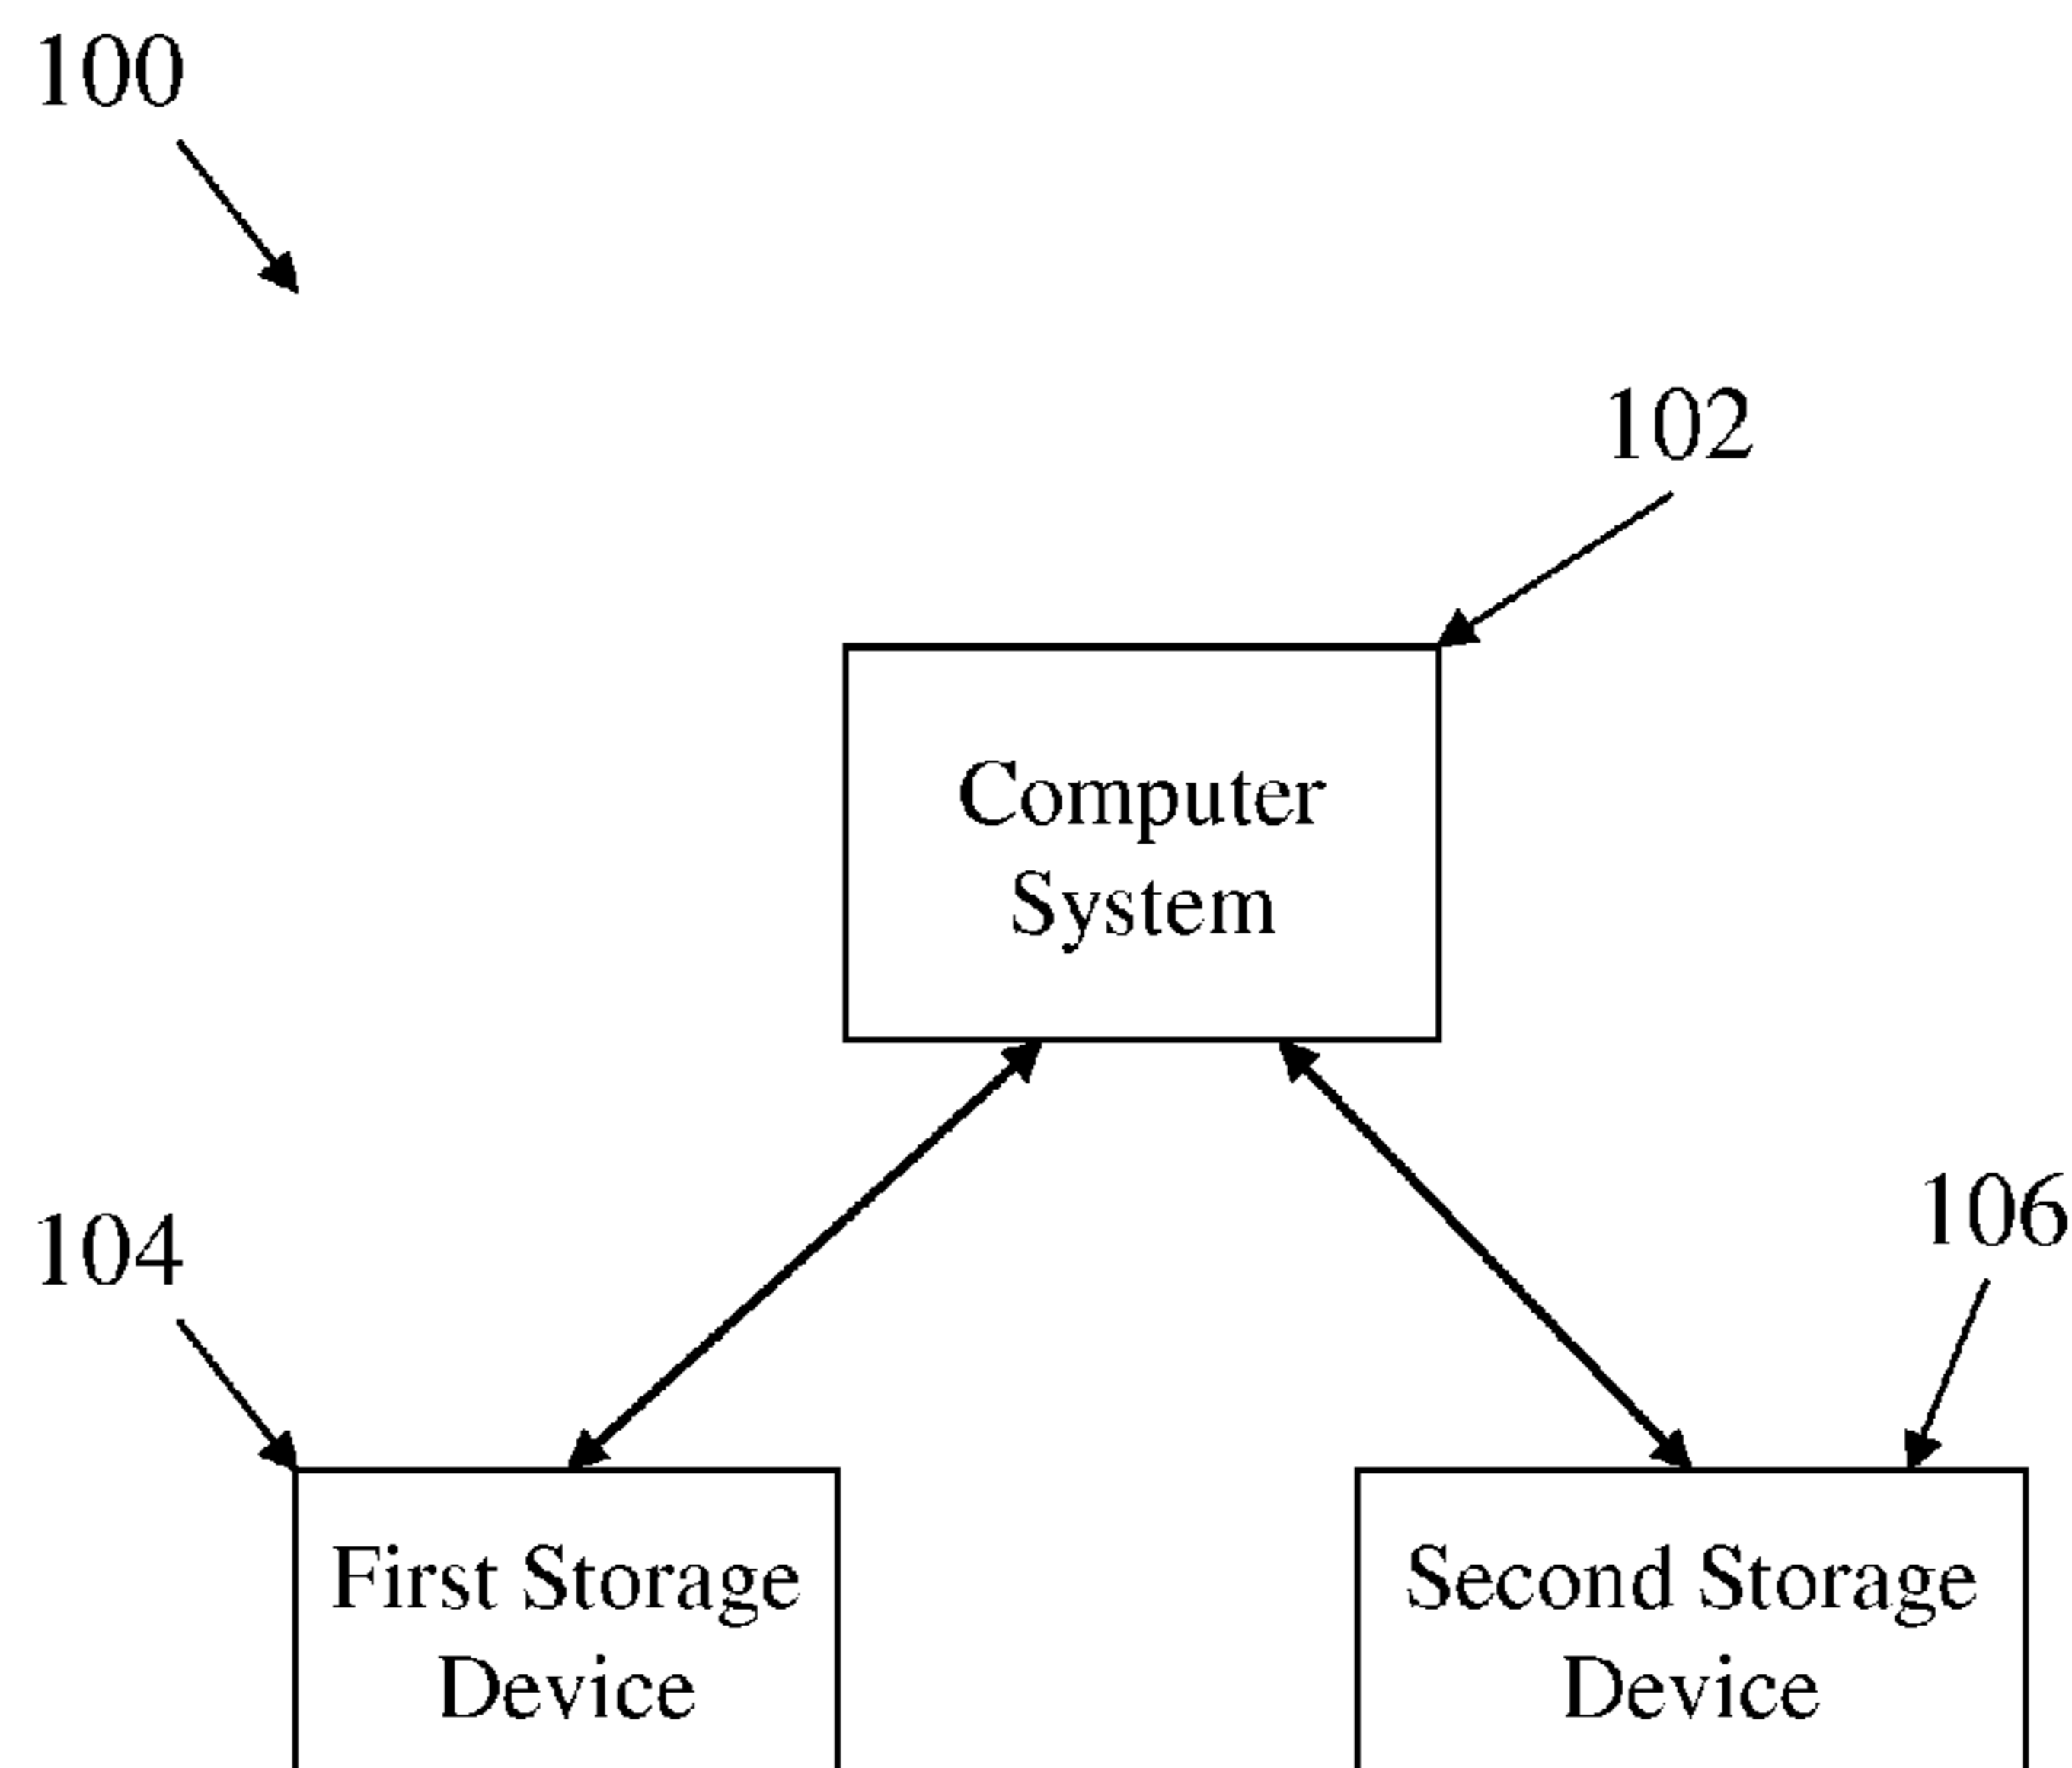 100
102
Computer
System
104
106
First Storage
Device
Second Storage
Device